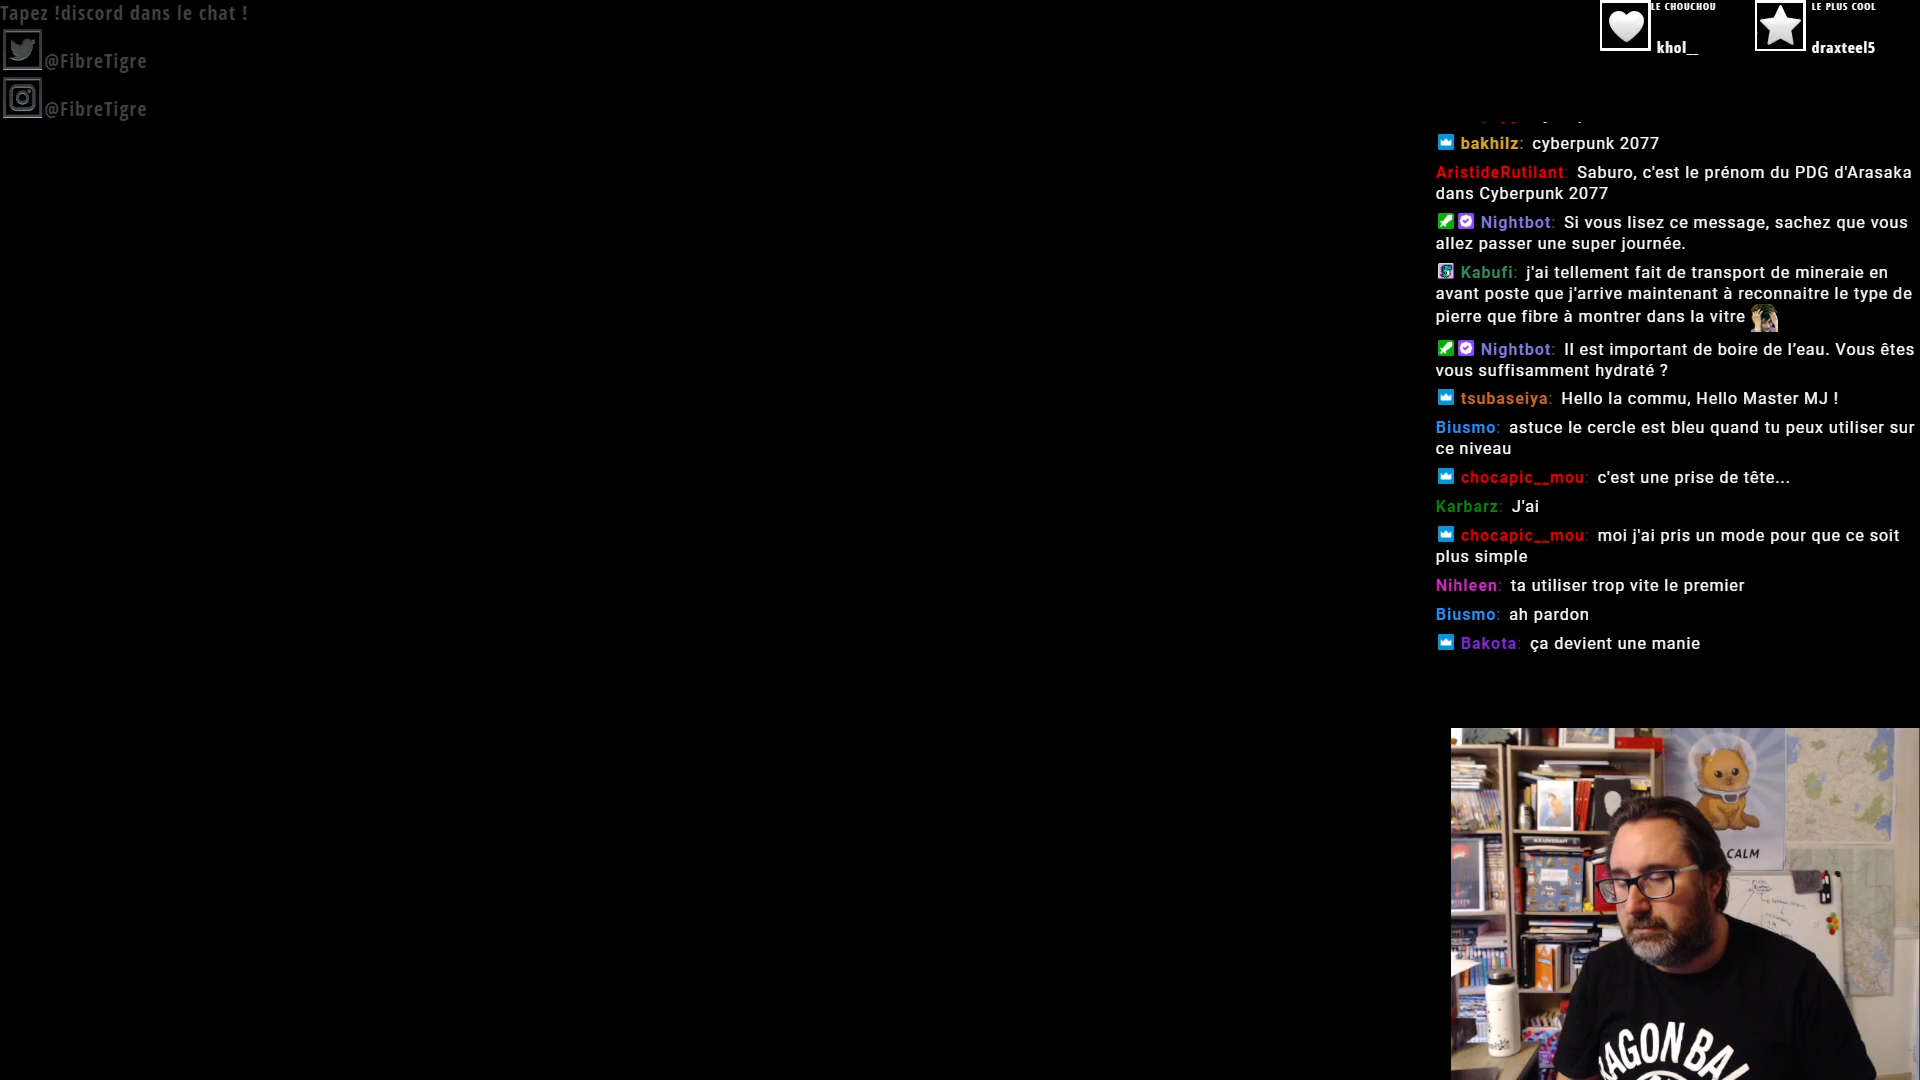 Tapez !discord dans le chat !
@FibreTigre
@FibreTigre
LE CHOUCHOU
khol__
LE PLUS COOL
draxteel5
bakhilz: cyberpunk 2077
AristideRutilant: Saburo, c'est le prénom du PDG d'Arasaka
dans Cyberpunk 2077
Nightbot: Si vous lisez ce message, sachez que vous
allez passer une super journée.
Kabufi: j'ai tellement fait de transport de mineraie en
avant poste que j'arrive maintenant à reconnaitre le type de
pierre que fibre à montrer dans la vitre
Nightbot: Il est important de boire de l’eau. Vous êtes
vous suffisamment hydraté ?
tsubaseiya: Hello la commu, Hello Master MJ !
Biusmo: astuce le cercle est bleu quand tu peux utiliser sur
ce niveau
chocapic__mou: c'est une prise de tête...
Karbarz: J'ai
chocapic__mou: moi j'ai pris un mode pour que ce soit
plus simple
Nihleen: ta utiliser trop vite le premier
Biusmo: ah pardon
Bakota: ça devient une manie
CALM